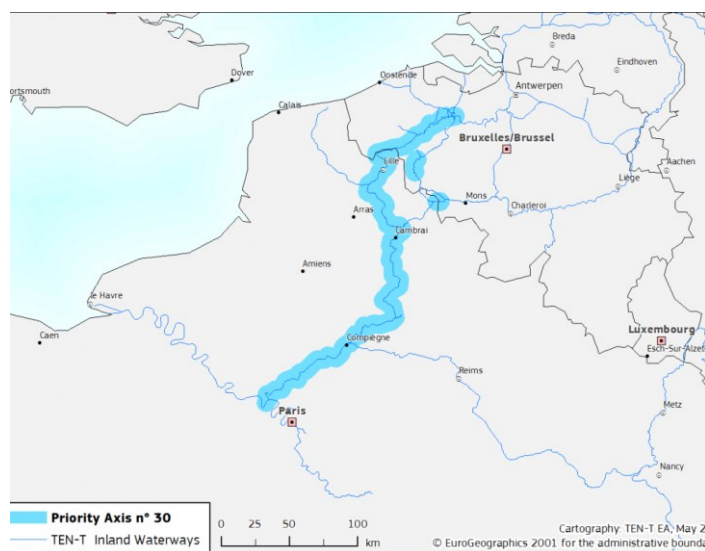 Breda
Dover
Oostende
Eindhoven
Antwerpen
Calais
Bruxelles/Brussel
Lille
Aachen
Liège
Mons
Arras
Charleroi
Cambrai
Amiens
le Havre
Luxembourg
Caen
Compiègne
Esch-Sur-Alzet
Reims
Paris
Metz
Nancy
Priority Axis n° 30
TEN-T Inland Waterways
0 25 50 100
km
Cartography: TEN-T EA, May 2
© EuroGeographics 2001 for the administrative bounda